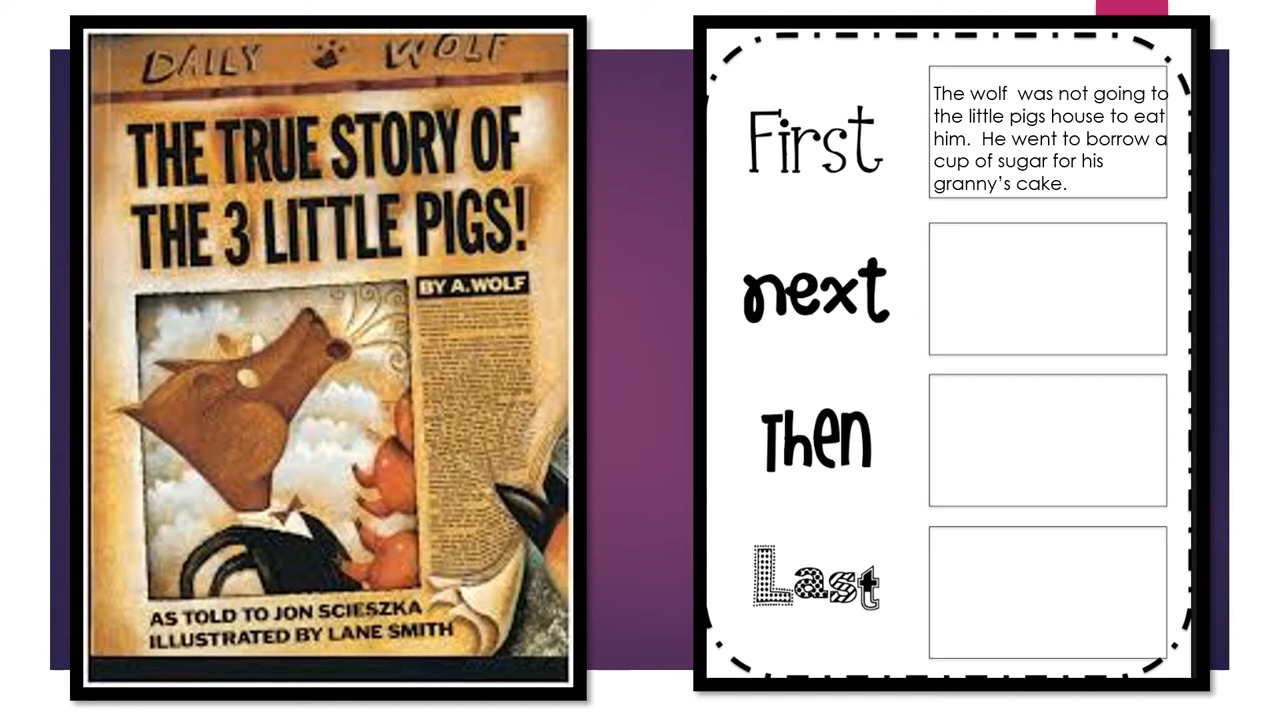 DAILY WOLF
THE TRUE STORY OF
THE 3 LITTLE PIGS!
BY A.WOLF
AS TOLD TO JON SCIESZKA
ILLUSTRATED BY LANE SMITH
First
The wolf  was not going to
the little pigs house to eat
him.  He went to borrow a
cup of sugar for his
granny’s cake.
next
Then
Last